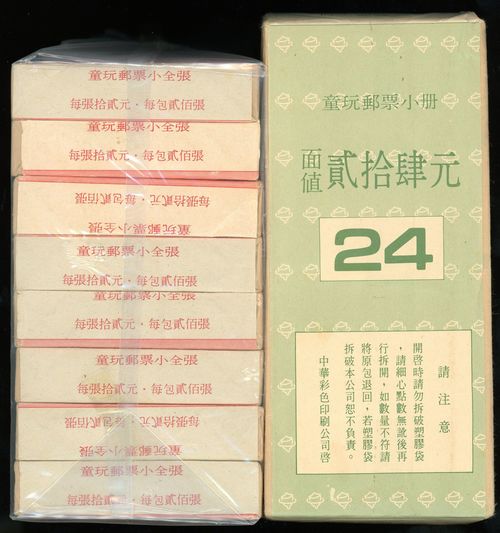 童玩郵票小全張
每張拾貳元．每包貳佰張
童玩郵票小全張
每張拾貳元．每包貳佰張
每張拾貳元．每包貳佰張
童玩郵票小全張
童玩郵票小全張
每張拾貳元．每包貳佰張
童玩郵票小全張
每張拾貳元．每包貳佰張
童玩郵票小全張
每張拾貳元．每包貳佰張
每張拾貳元．每包貳佰張
童玩郵票小全張
童玩郵票小全張
每張拾貳元．每包貳佰張
童玩郵票小册
面值
貳拾肆元
24
請注意
開啓時請勿拆破塑膠袋
，請細心點數無訛後再
行拆開，如數量不符請
將原包退回，若塑膠袋
拆破本公司恕不負責。
中華彩色印刷公司啓